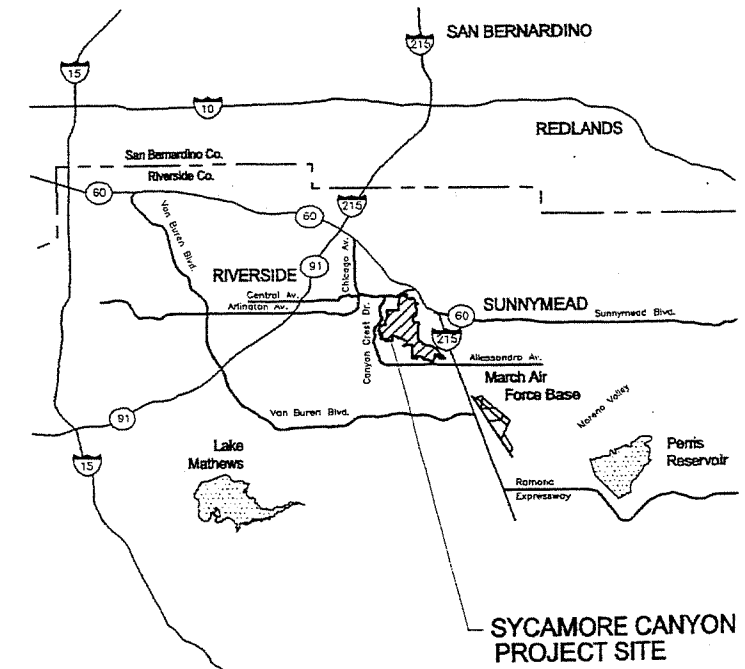 215
SAN BERNARDINO
15
10
REDLANDS
San Bernardino Co.
Riverside Co.
60
Van Buren Blvd.
60
215
91
Chicago Av.
RIVERSIDE
Central Av.
Arlington Av.
Canyon Crest Dr.
SUNNYMEAD
60
Sunnymead Blvd.
215
Allessandro Av.
March Air
Force Base
Moreno Valley
91
Van Buren Blvd.
15
Lake
Mathews
Perris
Reservoir
Ramona
Expressway
SYCAMORE CANYON
PROJECT SITE